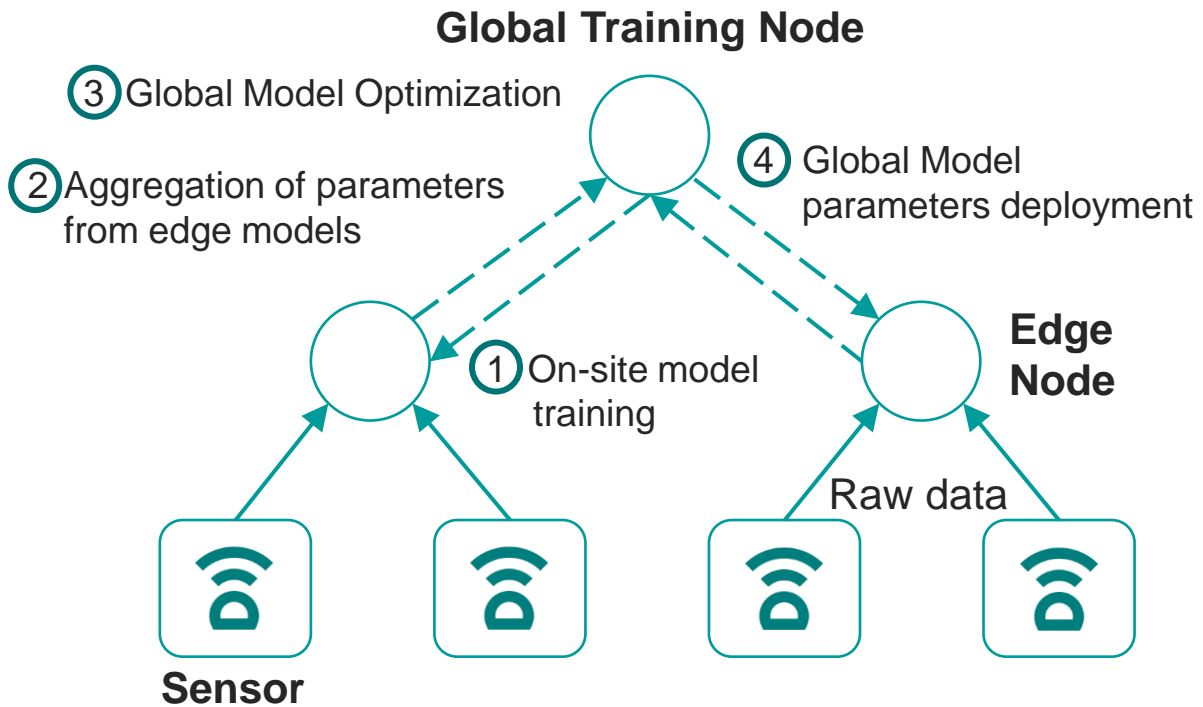 Global Training Node
3 Global Model Optimization
2 Aggregation of parameters
from edge models
4 Global Model
parameters deployment
1 On-site model
training
Edge
Node
Raw data
Sensor